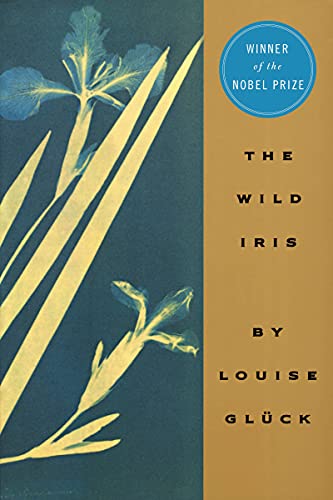 WINNER
of the
NOBEL PRIZE
THE
WILD
IRIS
BY
LOUISE
GLÜCK